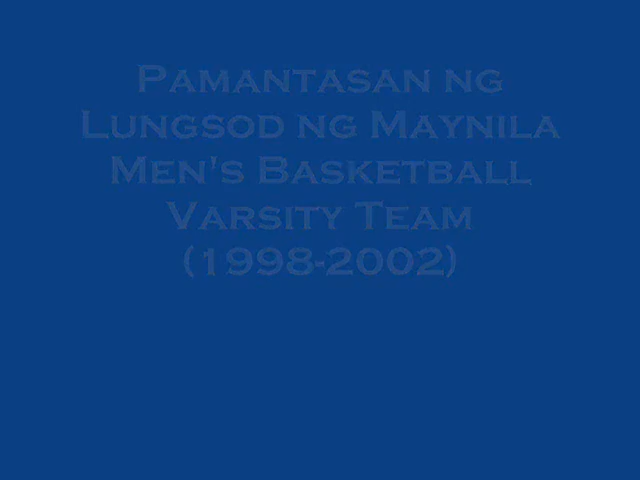 Pamantasan ng
Lungsod ng Maynila
Men's Basketball
Varsity Team
(1998-2002)